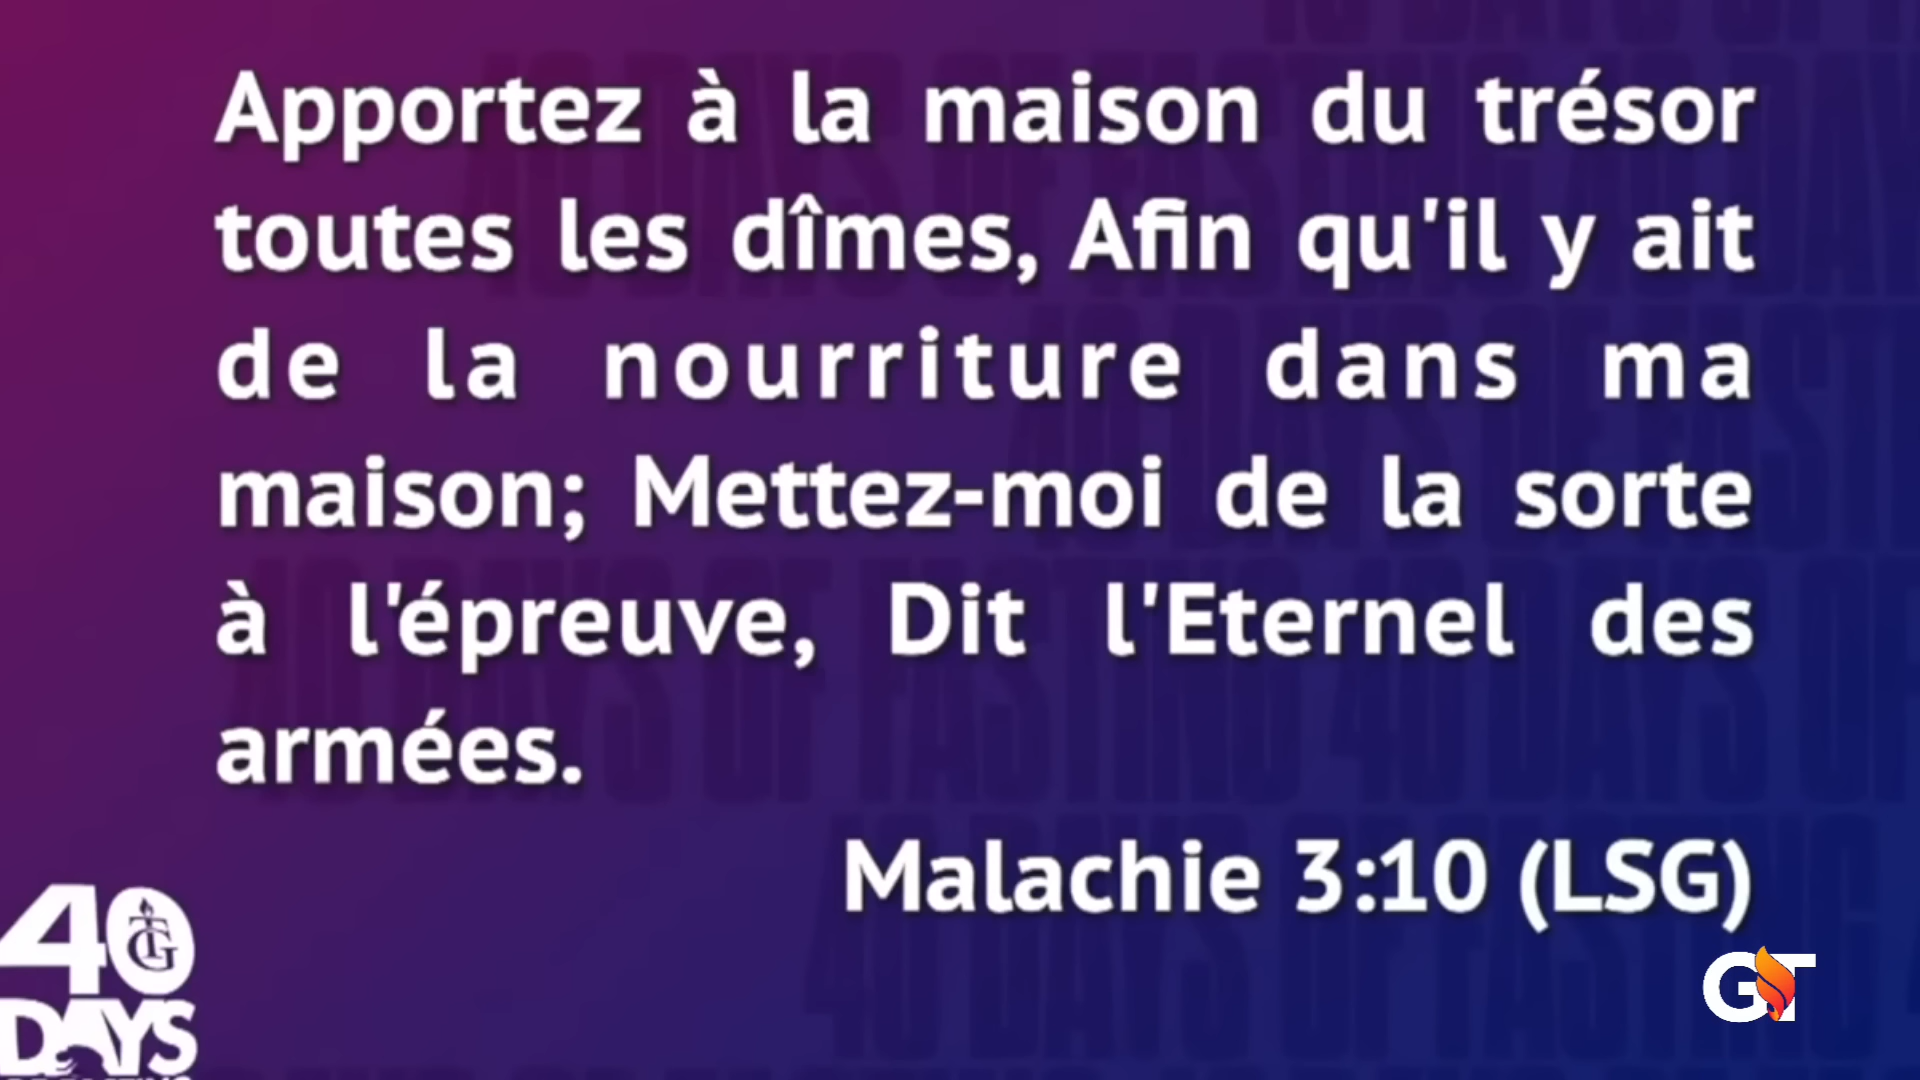 Apportez à la maison du trésor
toutes les dîmes, Afin qu'il y ait
de la nourriture dans ma
maison; Mettez-moi de la sorte
à l'épreuve, Dit l'Eternel des
armées.
Malachie 3:10 (LSG)
40
DAYS
GT